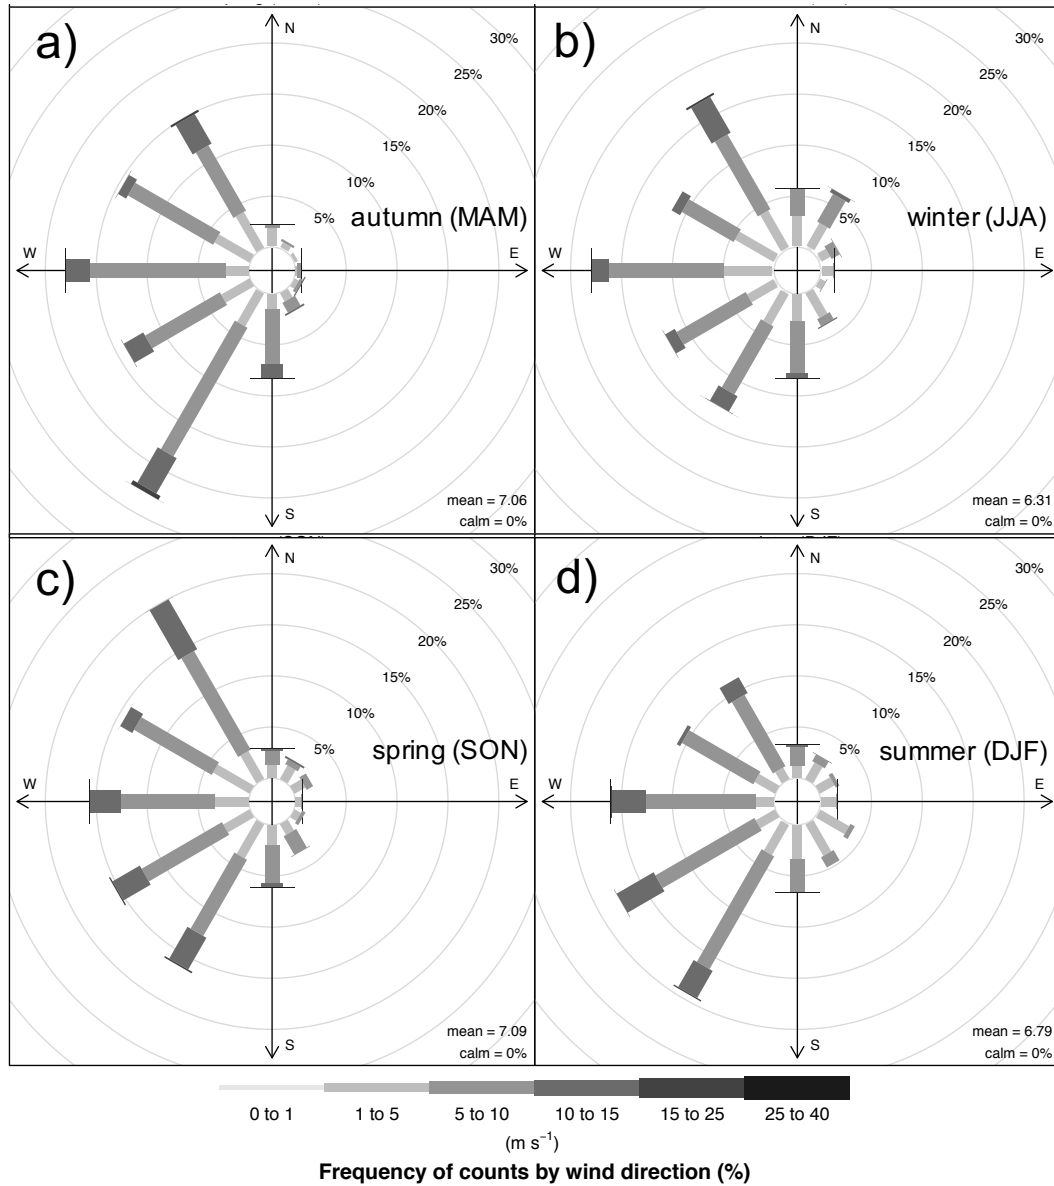 a)
N
30%
25%
20%
15%
10%
5%
autumn (MAM)
W
E
S
mean = 7.06
calm = 0%
b)
N
30%
25%
20%
15%
10%
5%
winter (JJA)
W
E
S
mean = 6.31
calm = 0%
c)
N
30%
25%
20%
15%
10%
5%
spring (SON)
W
E
S
mean = 7.09
calm = 0%
d)
N
30%
25%
20%
15%
10%
5%
summer (DJF)
W
E
S
mean = 6.79
calm = 0%
0 to 1 1 to 5 5 to 10 10 to 15 15 to 25 25 to 40
(m s⁻¹)
Frequency of counts by wind direction (%)